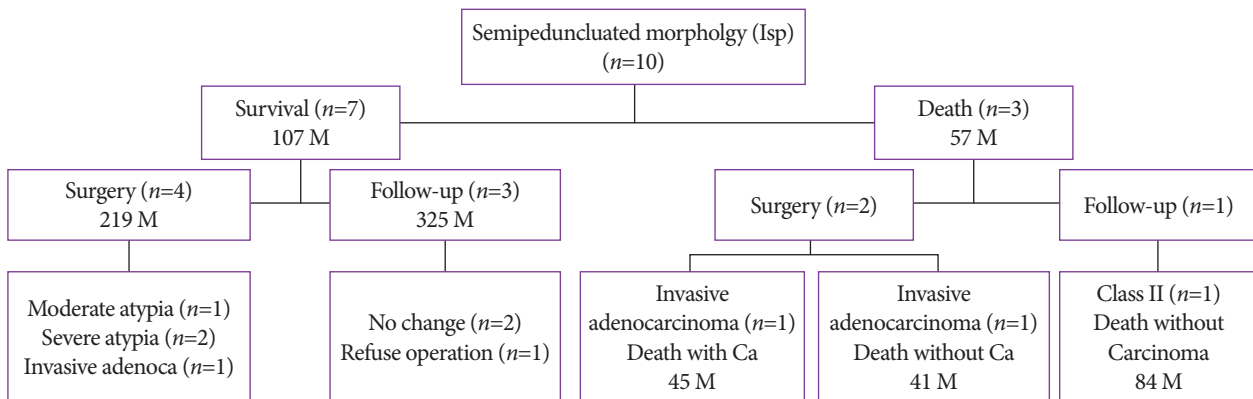 Semipeduncluated morpholgy (Isp)
(n=10)
Survival (n=7)
107 M
Death (n=3)
57 M
Surgery (n=4)
219 M
Follow-up (n=3)
325 M
Surgery (n=2)
Follow-up (n=1)
Moderate atypia (n=1)
Severe atypia (n=2)
Invasive adenoca (n=1)
No change (n=2)
Refuse operation (n=1)
Invasive
adenocarcinoma (n=1)
Death with Ca
45 M
Invasive
adenocarcinoma (n=1)
Death without Ca
41 M
Class II (n=1)
Death without
Carcinoma
84 M